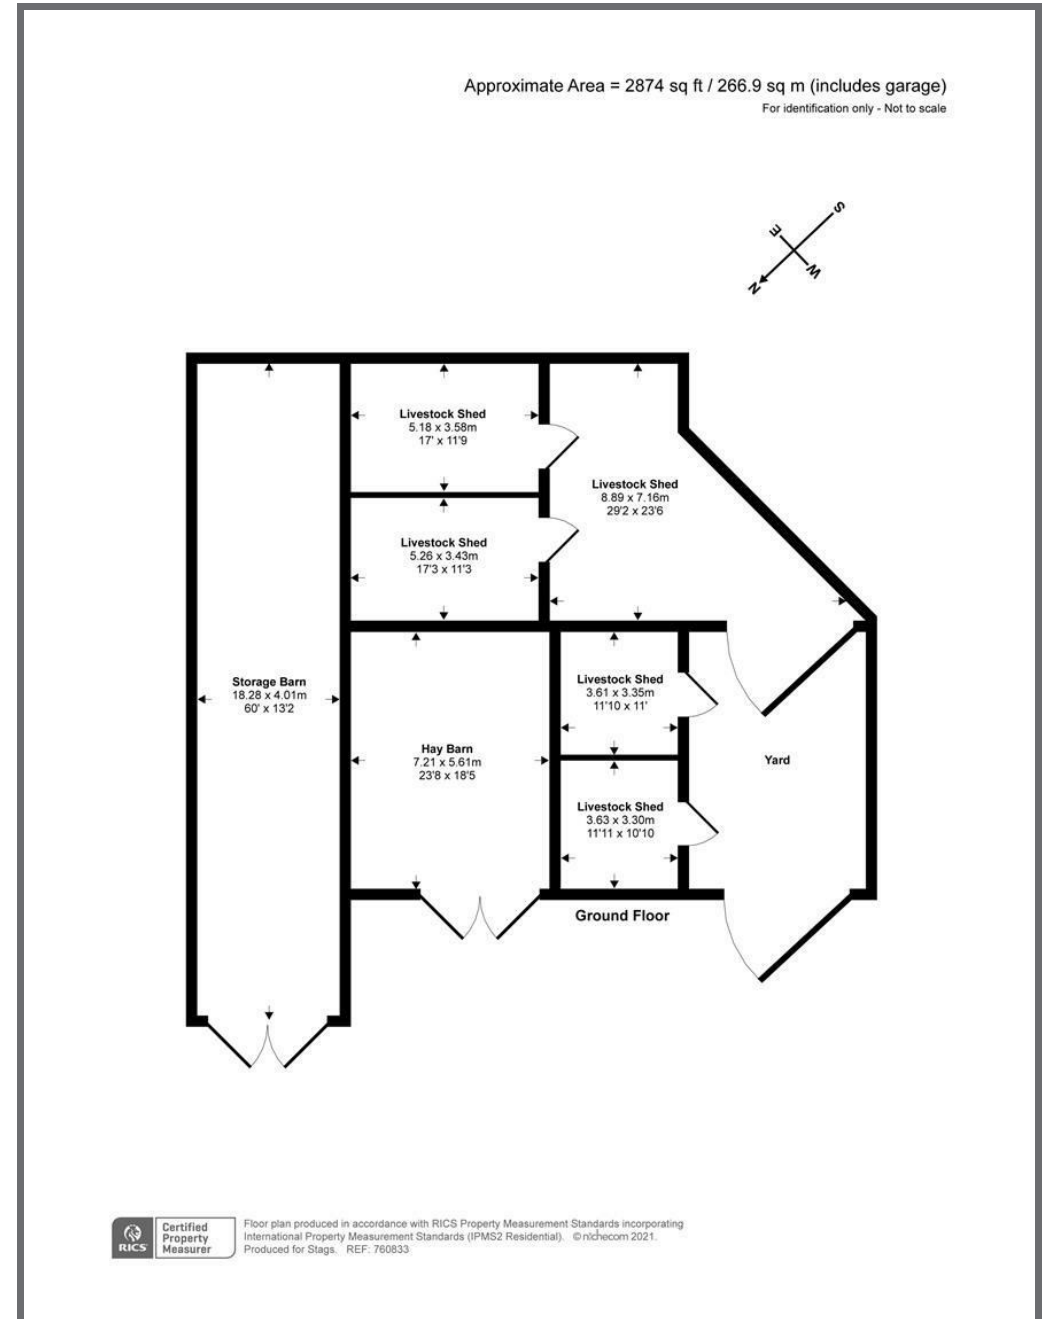 Approximate Area = 2874 sq ft / 266.9 sq m (includes garage)
For identification only - Not to scale
S
E
W
N
Livestock Shed
5.18 x 3.58m
17' x 11'9
Livestock Shed
8.89 x 7.16m
29'2 x 23'6
Livestock Shed
5.26 x 3.43m
17'3 x 11'3
Storage Barn
18.28 x 4.01m
60' x 13'2
Livestock Shed
3.61 x 3.35m
11'10 x 11'
Hay Barn
7.21 x 5.61m
23'8 x 18'5
Yard
Livestock Shed
3.63 x 3.30m
11'11 x 10'10
Ground Floor
RICS
Certified
Property
Measurer
Floor plan produced in accordance with RICS Property Measurement Standards incorporating
International Property Measurement Standards (IPMS2 Residential). © nichecom 2021.
Produced for Stags. REF: 760833